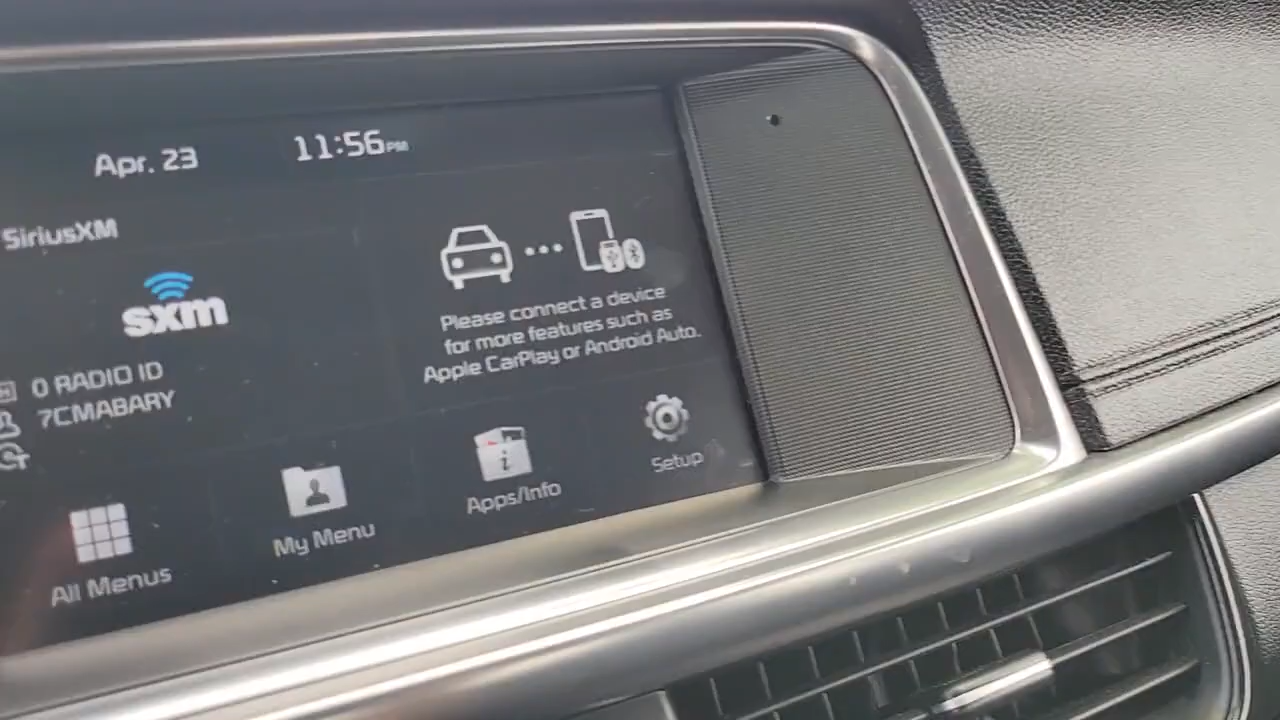 Apr. 23
11:56PM
SiriusXM
sxm
0 RADIO ID
7CMABARY
Please connect a device
for more features such as
Apple CarPlay or Android Auto.
All Menus
My Menu
i
Apps/Info
Setup